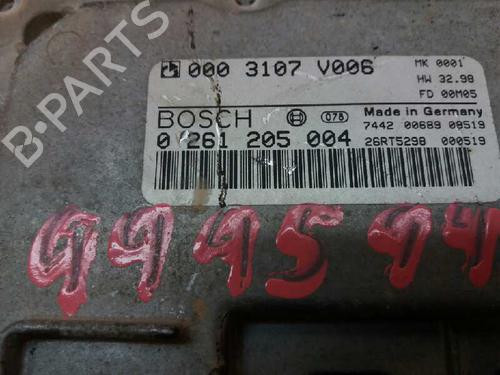 B-PARTS
000 3107 V006
MK 0001
HW 32.98
FD 00M05
BOSCH 078 Made in Germany
7442 00689 08519
0 261 205 004 26RT5298 000519